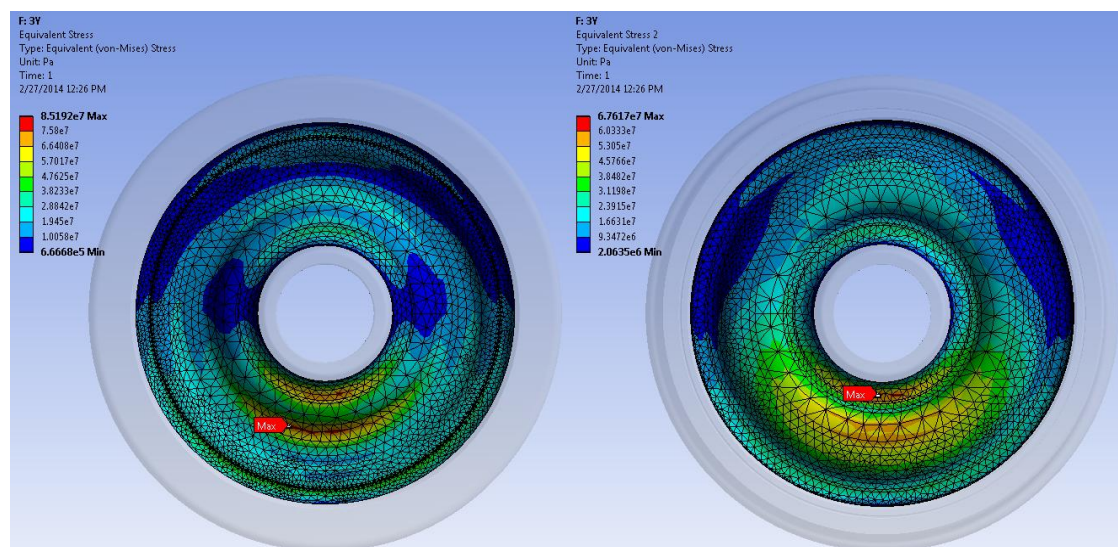 F: 3Y
Equivalent Stress
Type: Equivalent (von-Mises) Stress
Unit: Pa
Time: 1
2/27/2014 12:26 PM
8.5192e7 Max
7.58e7
6.6408e7
5.7017e7
4.7625e7
3.8233e7
2.8842e7
1.945e7
1.0058e7
6.6668e5 Min
Max
F: 3Y
Equivalent Stress 2
Type: Equivalent (von-Mises) Stress
Unit: Pa
Time: 1
2/27/2014 12:26 PM
6.7617e7 Max
6.0333e7
5.305e7
4.5766e7
3.8482e7
3.1198e7
2.3915e7
1.6631e7
9.3472e6
2.0635e6 Min
Max